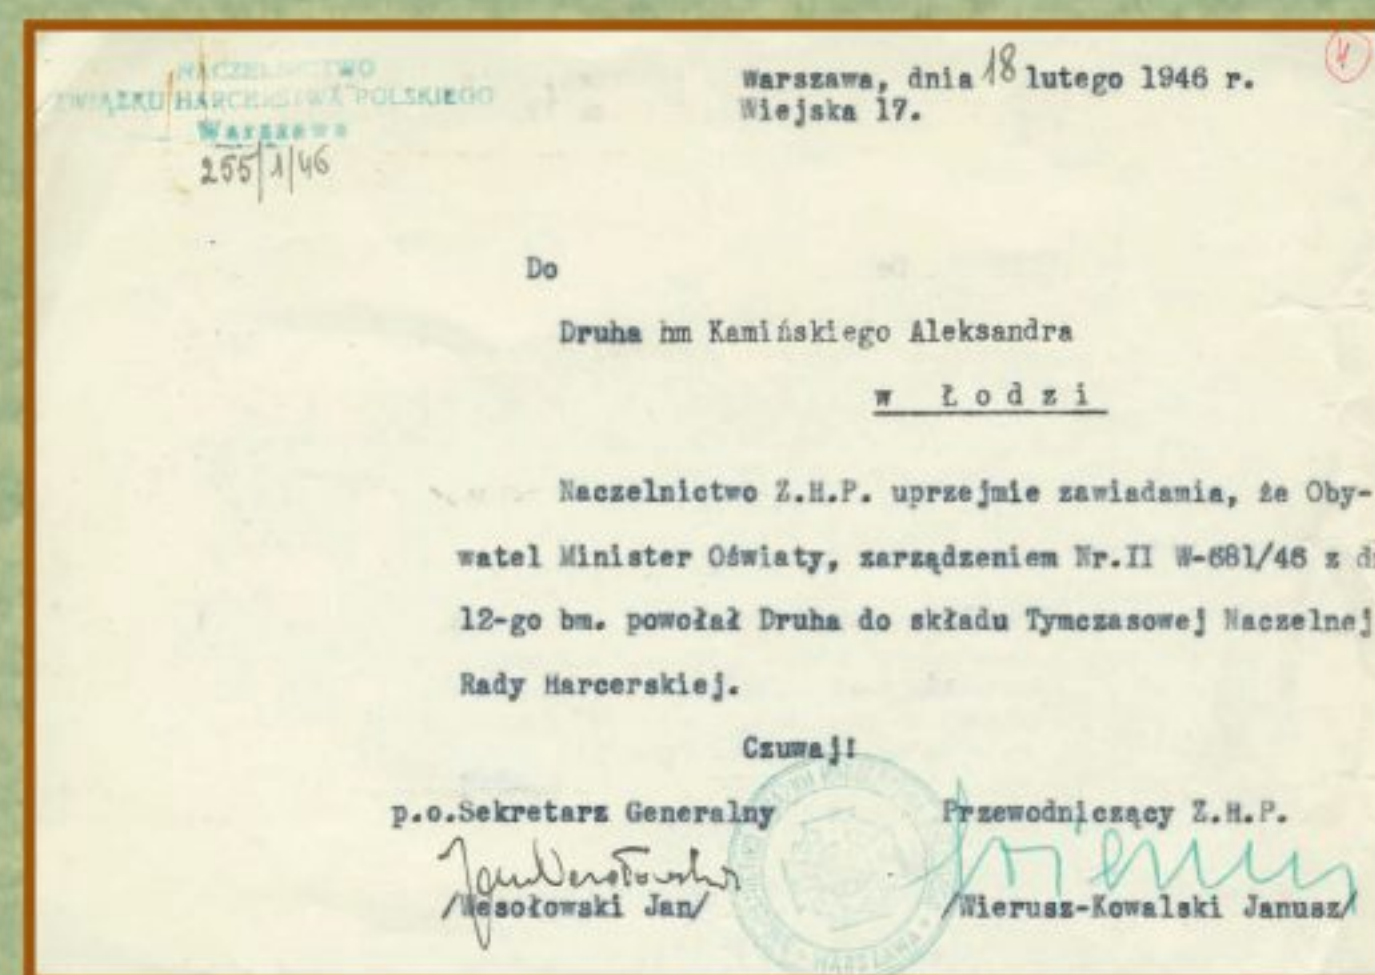 NACZELNICTWO
ZWIĄZKU HARCERSTWA POLSKIEGO
Warszawa
255/1/46
Warszawa, dnia 18 lutego 1946 r.
Wiejska 17.
4
Do
Druha hm Kamińskiego Aleksandra
w Łodzi
Naczelnictwo Z.H.P. uprzejmie zawiadamia, że Oby-
watel Minister Oświaty, zarządzeniem Nr.II W-681/46 z d
12-go bm. powołał Druha do składu Tymczasowej Naczelnej
Rady Harcerskiej.
Czuwaj!
p.o.Sekretarz Generalny
Przewodniczący Z.H.P.
/Wesołowski Jan/
/Wierusz-Kowalski Janusz/
WARSZAWA